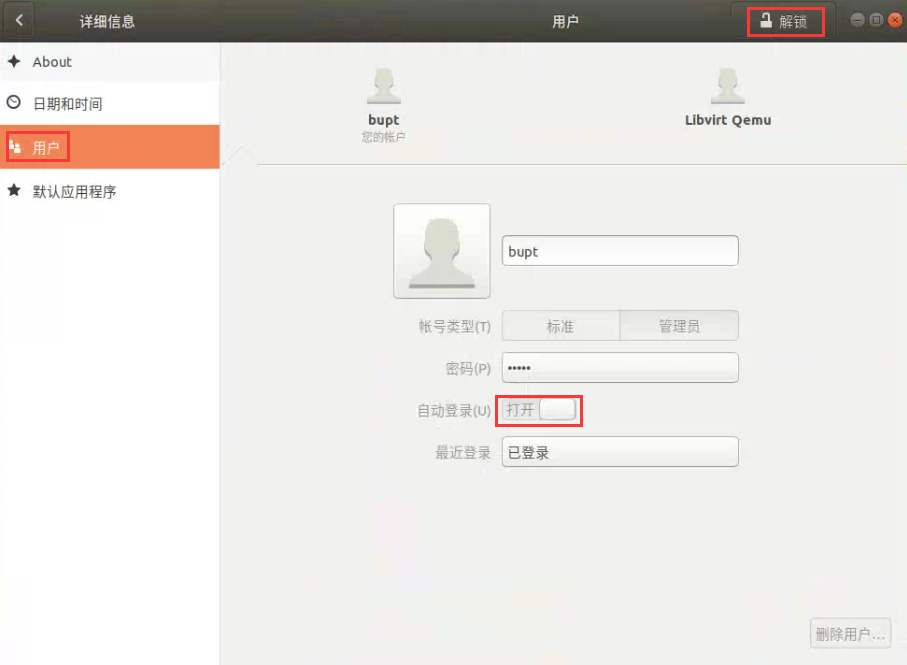 详细信息
用户
解锁
About
日期和时间
用户
默认应用程序
bupt
您的帐户
Libvirt Qemu
bupt
帐号类型(T)
标准
管理员
密码(P)
•••••
自动登录(U)
打开
最近登录
已登录
删除用户...